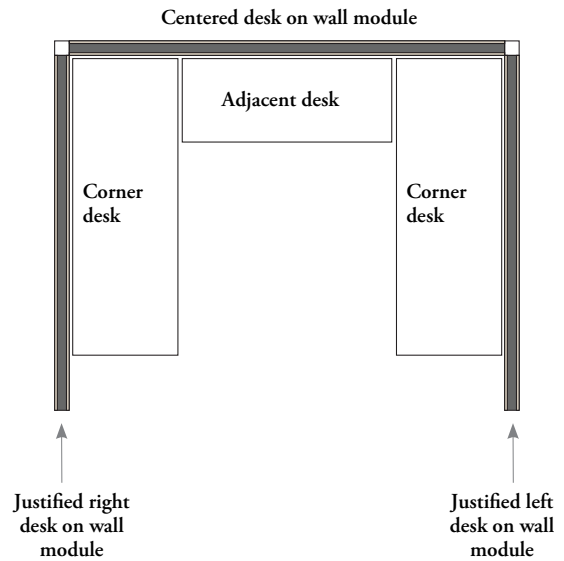 Centered desk on wall module
Adjacent desk
Corner
desk
Corner
desk
Justified right
desk on wall
module
Justified left
desk on wall
module